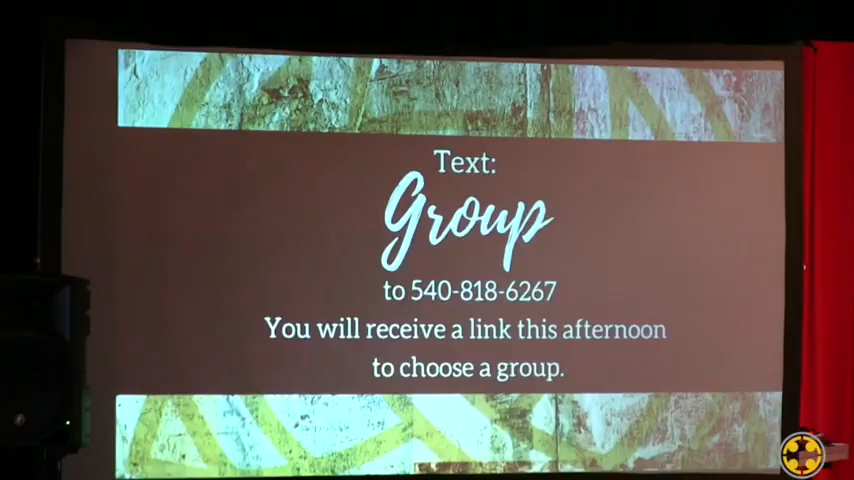 Text:
Group
to 540-818-6267
You will receive a link this afternoon
to choose a group.